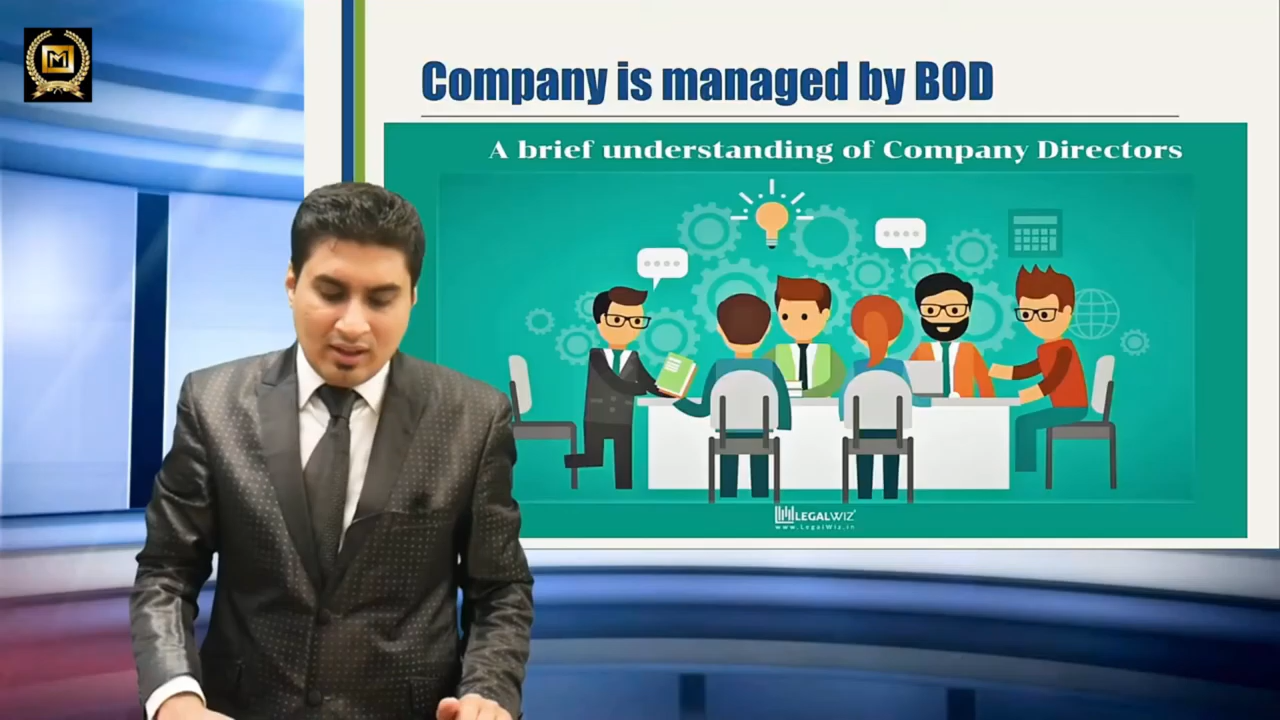 M
Company is managed by BOD
A brief understanding of Company Directors
LEGALWIZ
www.LegalWiz.in